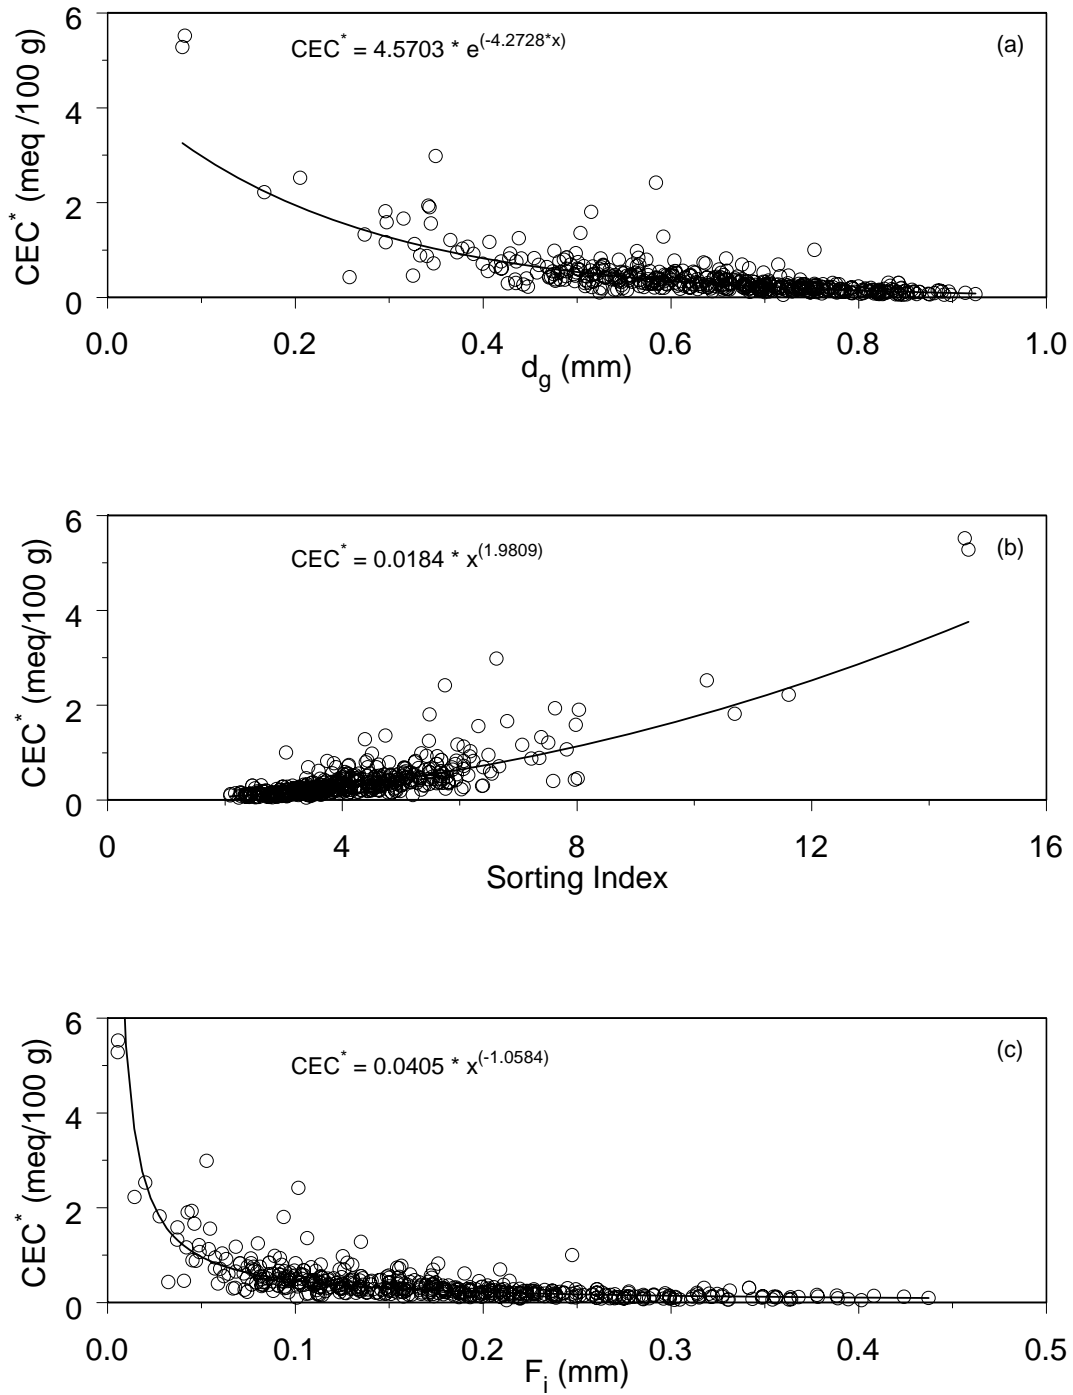 6
CEC* = 4.5703 * e(-4.2728*x)
(a)
4
2
0
CEC* (meq /100 g)
0.0 0.2 0.4 0.6 0.8 1.0
dg (mm)
6
CEC* = 0.0184 * x(1.9809)
(b)
4
2
0
CEC* (meq/100 g)
0 4 8 12 16
Sorting Index
6
CEC* = 0.0405 * x(-1.0584)
(c)
4
2
0
CEC* (meq/100 g)
0.0 0.1 0.2 0.3 0.4 0.5
Fi (mm)